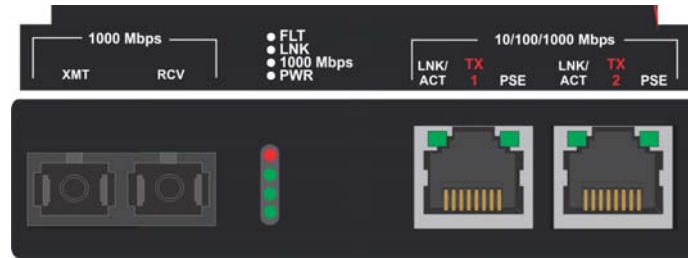 1000 Mbps
XMT RCV
FLT
LNK
1000 Mbps
PWR
10/100/1000 Mbps
LNK/ TX LNK/ TX
ACT 1 PSE ACT 2 PSE